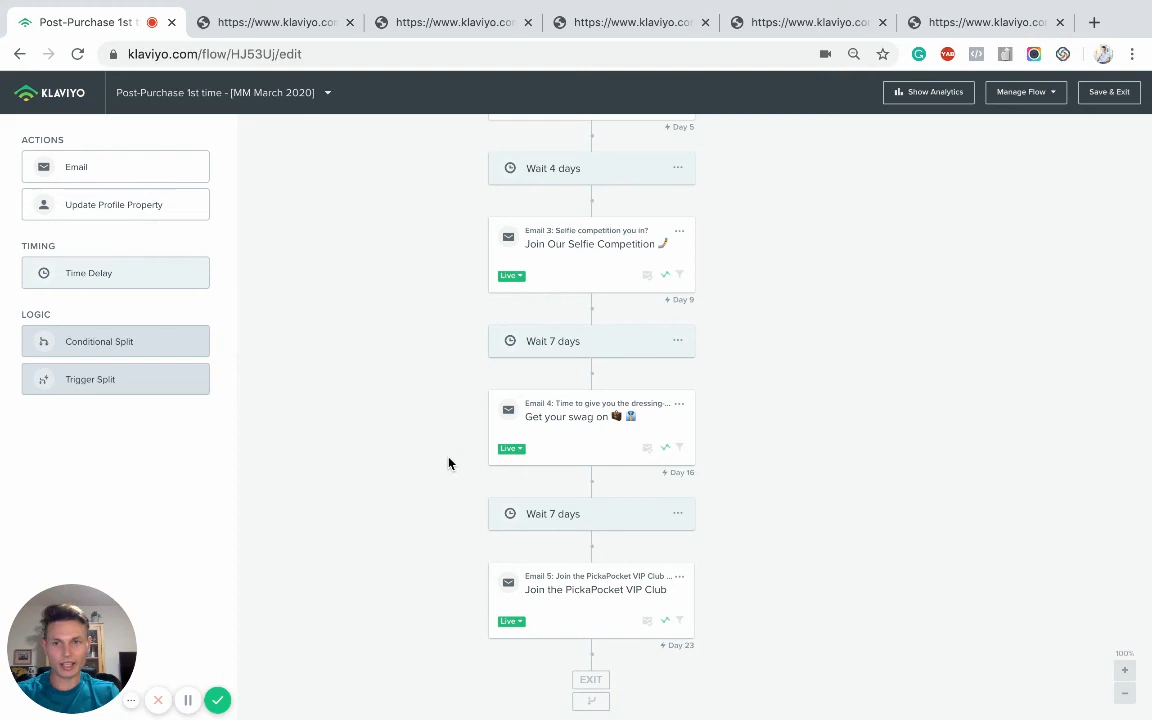 Post-Purchase 1st t
https://www.klaviyo.co
https://www.klaviyo.co
https://www.klaviyo.co
https://www.klaviyo.co
https://www.klaviyo.co
klaviyo.com/flow/HJ53Uj/edit
YAB
KLAVIYO
Post-Purchase 1st time - [MM March 2020]
Show Analytics
Manage Flow
Save & Exit
ACTIONS
Email
Update Profile Property
TIMING
Time Delay
LOGIC
Conditional Split
Trigger Split
Day 5
Wait 4 days
Email 3: Selfie competition you in?
Join Our Selfie Competition 🤳
Live
Day 9
Wait 7 days
Email 4: Time to give you the dressing-...
Get your swag on 💼 👔
Live
Day 16
Wait 7 days
Email 5: Join the PickaPocket VIP Club ...
Join the PickaPocket VIP Club
Live
Day 23
EXIT
100%